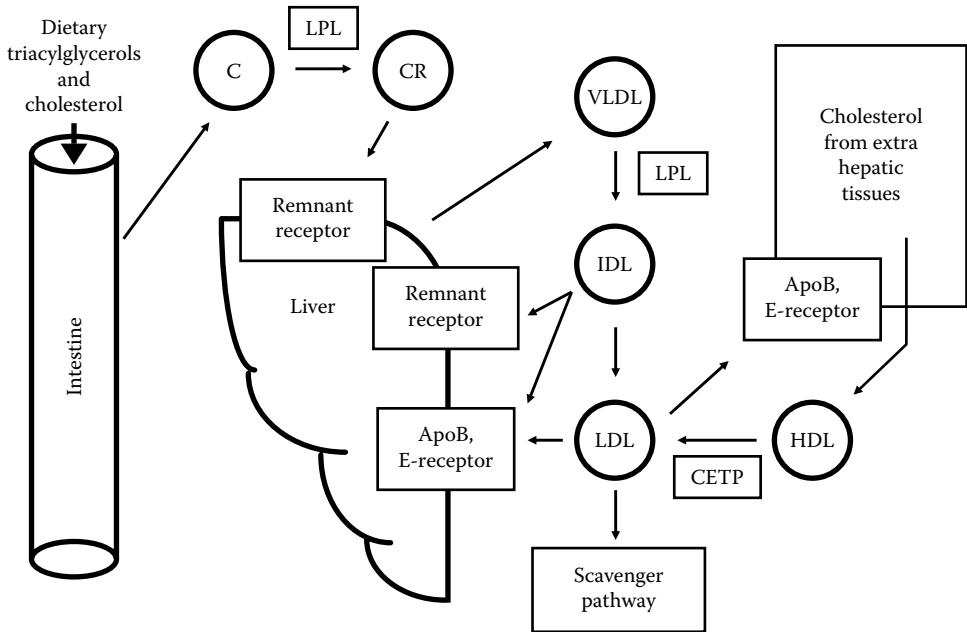 Dietary
triacylglycerols
and
cholesterol
Intestine
C
LPL
CR
Remnant
receptor
Liver
Remnant
receptor
ApoB,
E-receptor
VLDL
LPL
IDL
LDL
Scavenger
pathway
Cholesterol
from extra
hepatic
tissues
ApoB,
E-receptor
HDL
CETP